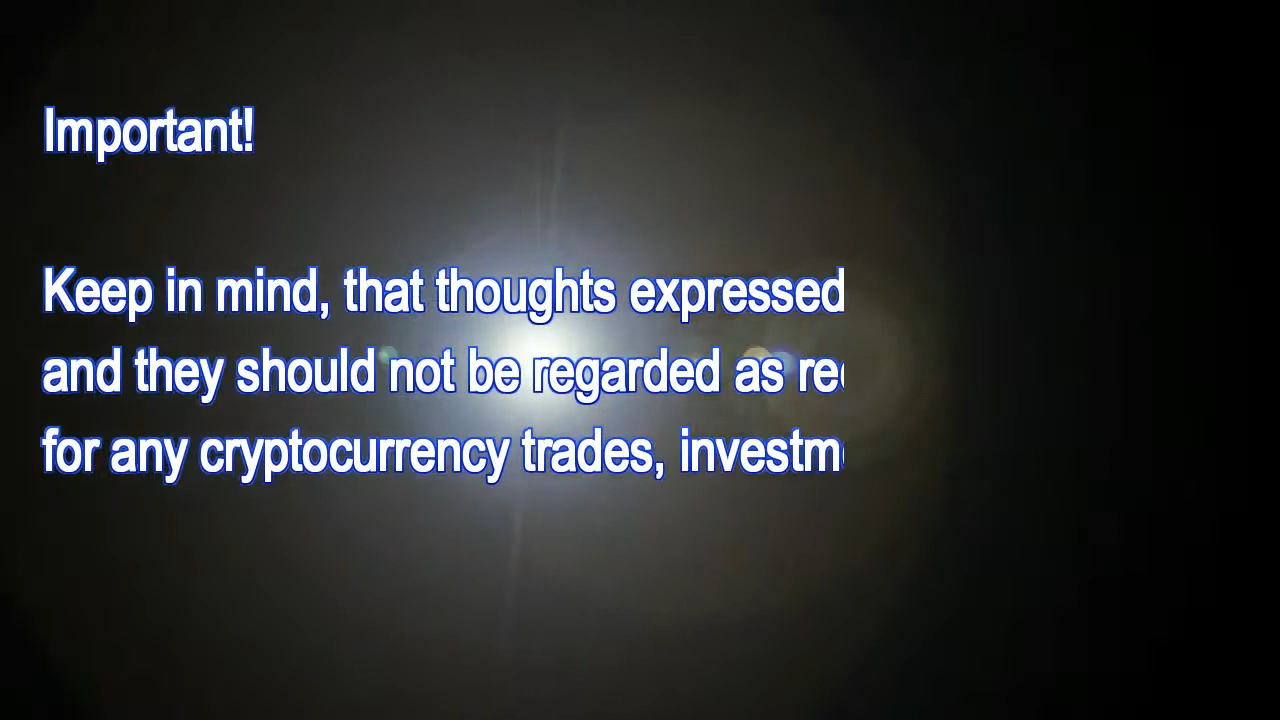 Important!
Keep in mind, that thoughts expressed
and they should not be regarded as
for any cryptocurrency trades,